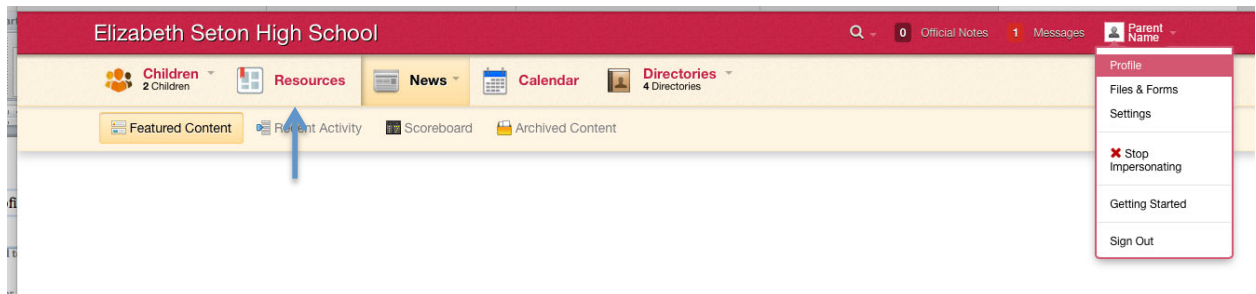 Elizabeth Seton High School
0 Official Notes 1 Messages Parent Name
Children
2 Children
Resources
News
Calendar
Directories
4 Directories
Featured Content
Recent Activity
Scoreboard
Archived Content
Profile
Files & Forms
Settings
Stop
Impersonating
Getting Started
Sign Out